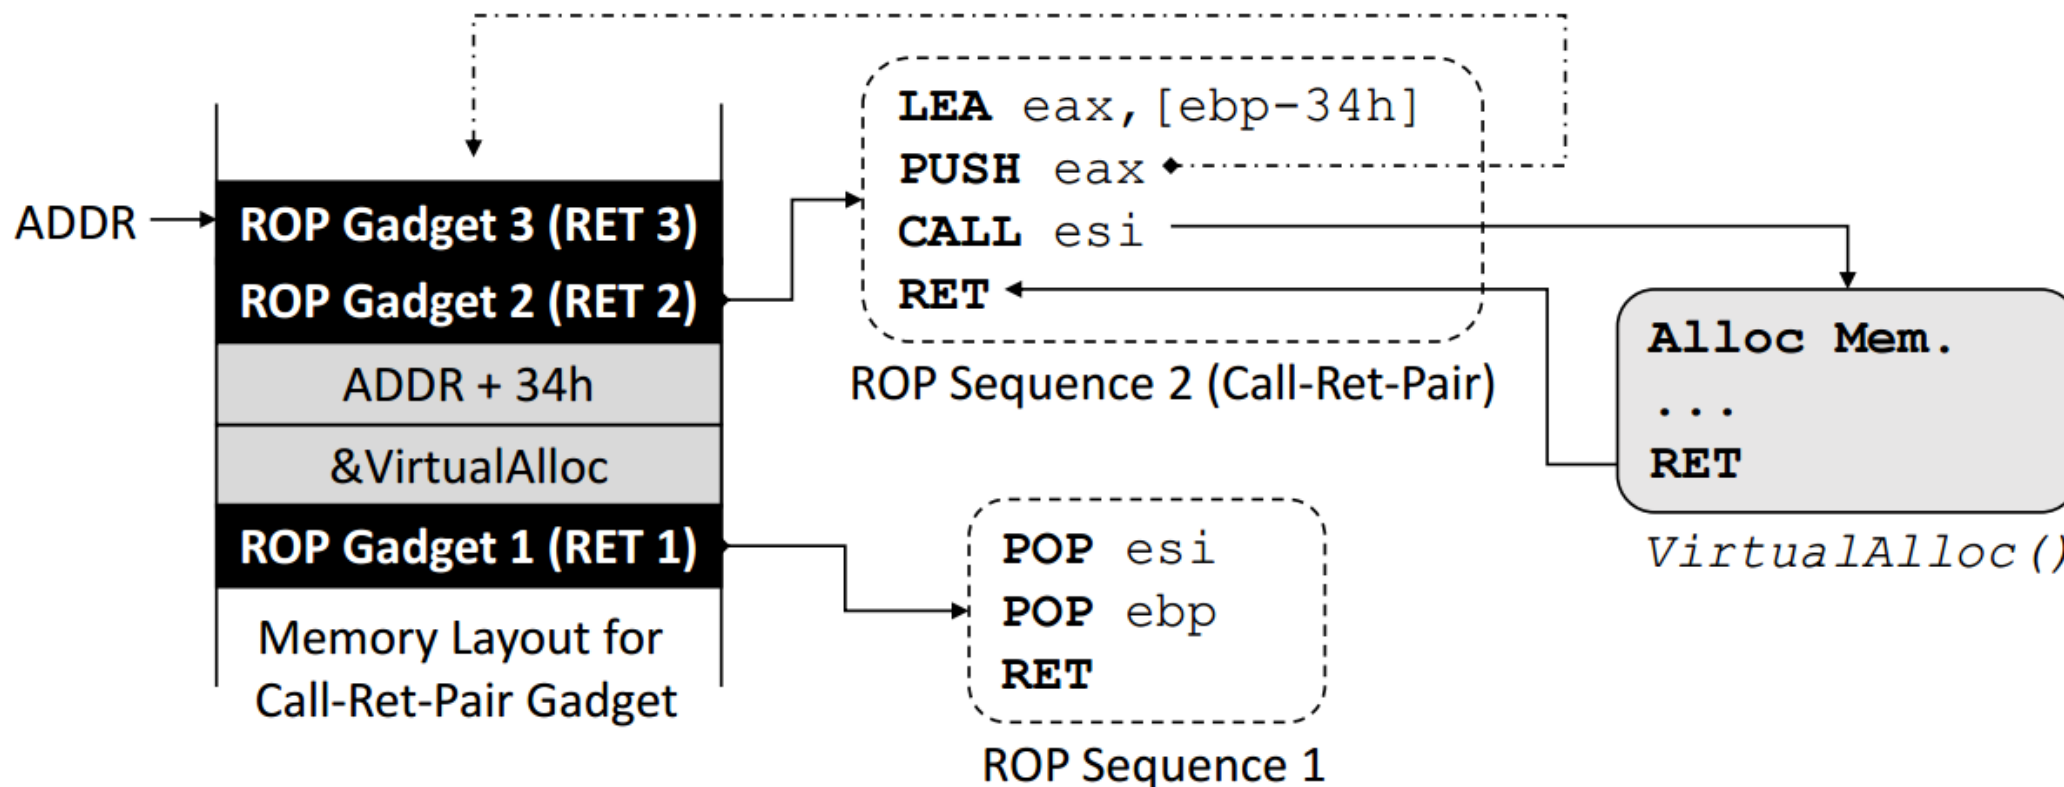 ADDR
ROP Gadget 3 (RET 3)
ROP Gadget 2 (RET 2)
ADDR + 34h
&VirtualAlloc
ROP Gadget 1 (RET 1)
Memory Layout for
Call-Ret-Pair Gadget
LEA eax,[ebp-34h]
PUSH eax
CALL esi
RET
ROP Sequence 2 (Call-Ret-Pair)
POP esi
POP ebp
RET
ROP Sequence 1
Alloc Mem.
...
RET
VirtualAlloc()